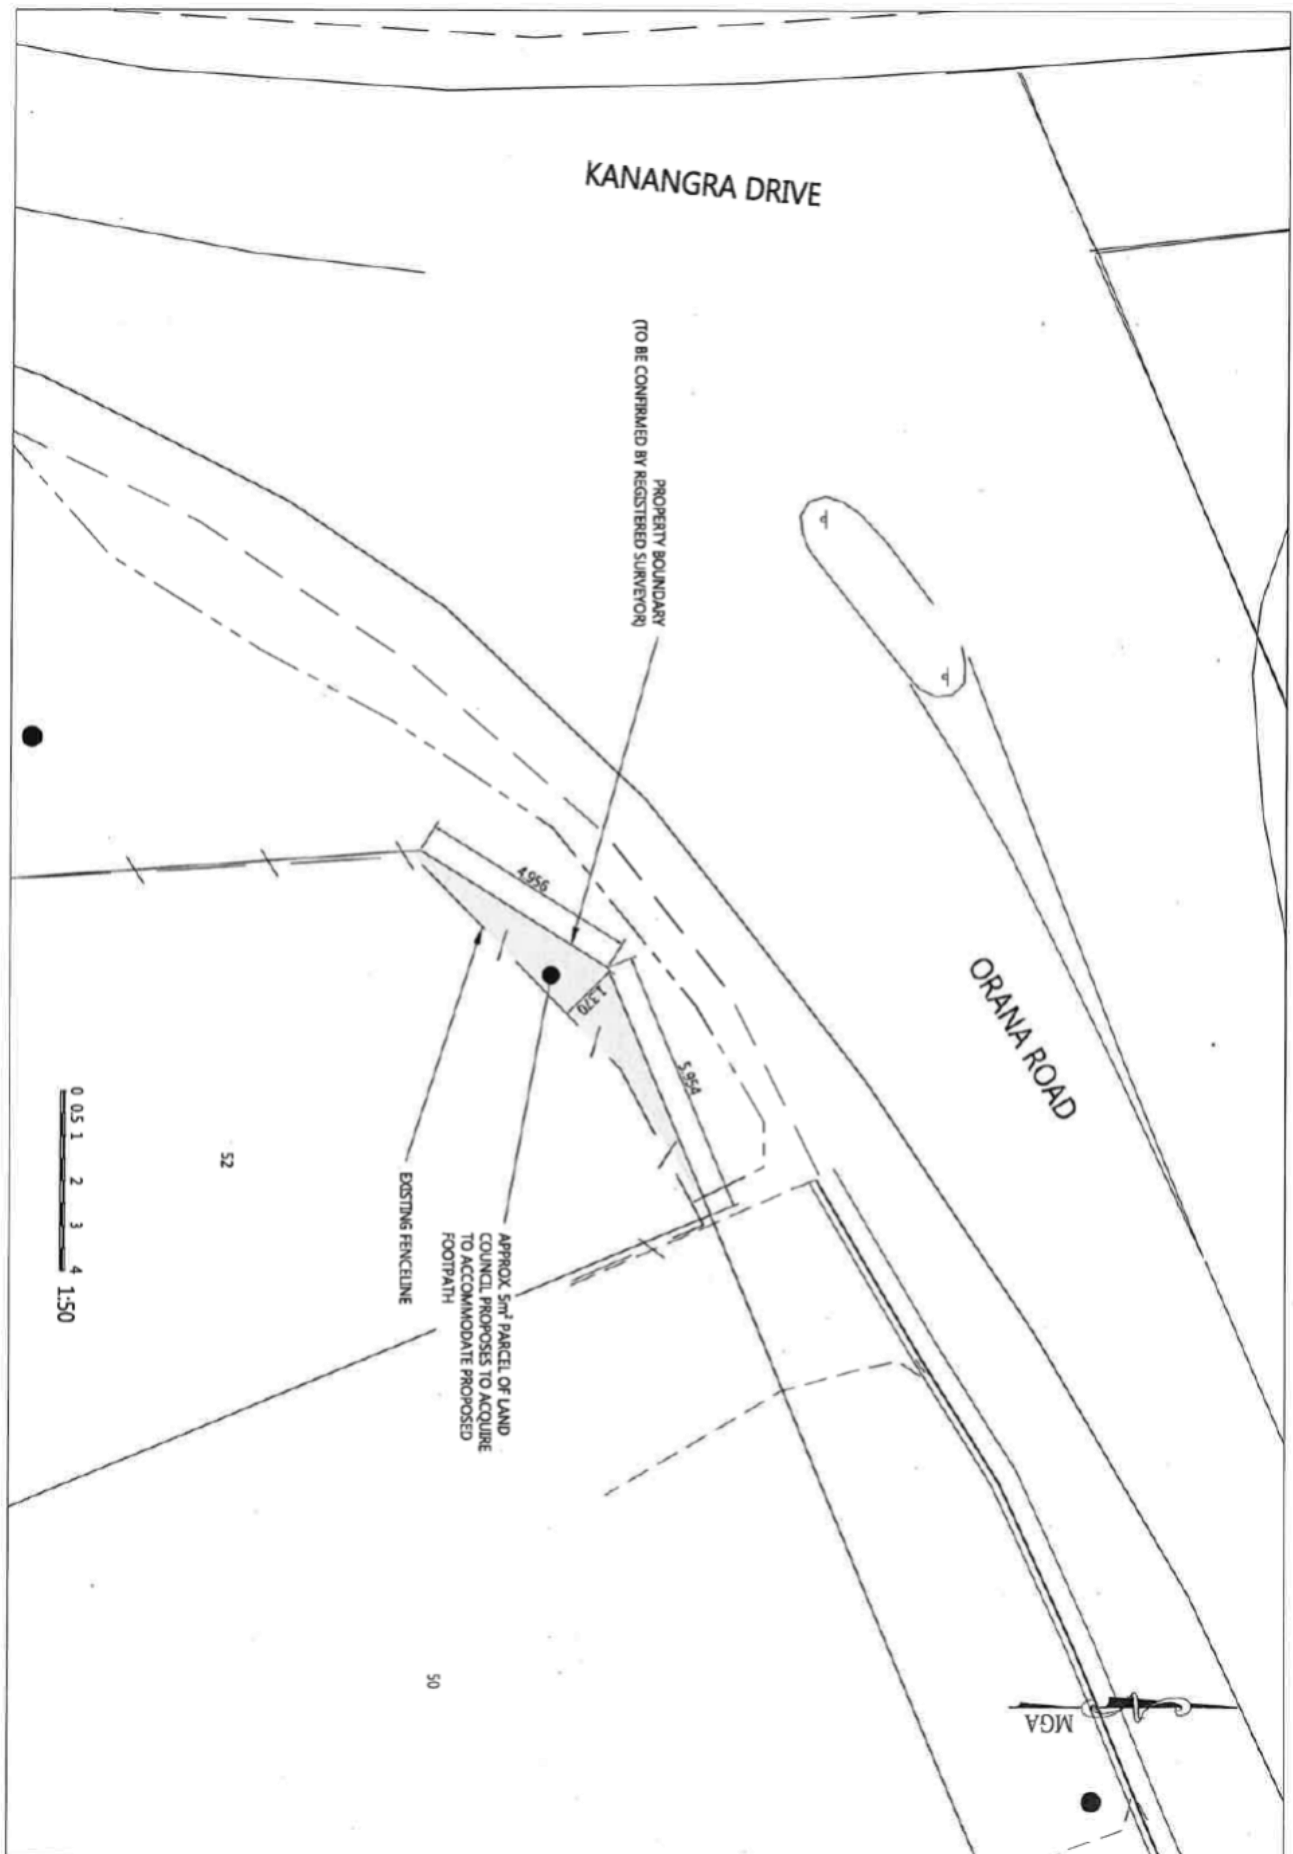 KANANGRA DRIVE
PROPERTY BOUNDARY
(TO BE CONFIRMED BY REGISTERED SURVEYOR)
ORANA ROAD
4.956
1.370
5.954
EXISTING FENCELINE
APPROX. 5m² PARCEL OF LAND
COUNCIL PROPOSES TO ACQUIRE
TO ACCOMMODATE PROPOSED
FOOTPATH
52
0 0.5 1 2 3 4
1:50
50
MGA